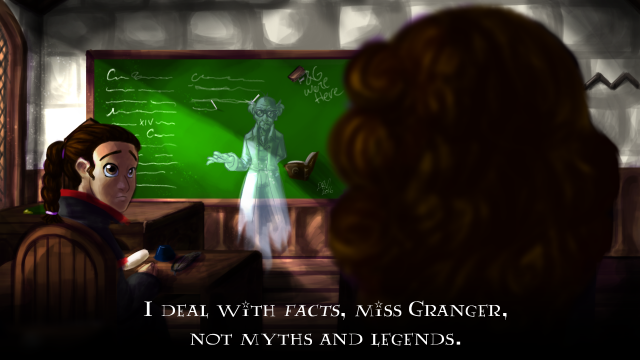 XIV
BG
were
Here
I DEAL WITH FACTS, MISS GRANGER,
NOT MYTHS AND LEGENDS.